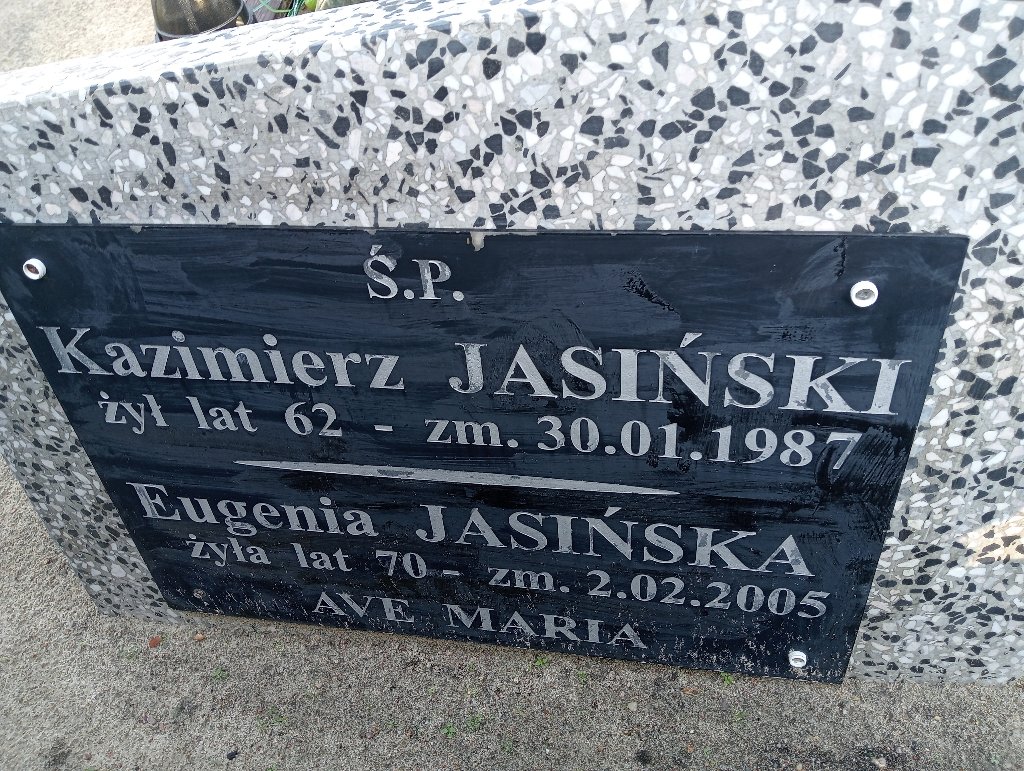 Ś.P.
Kazimierz JASIŃSKI
żył lat 62 - zm. 30.01.1987
Eugenia JASIŃSKA
żyła lat 70 - zm. 2.02.2005
AVE MARIA